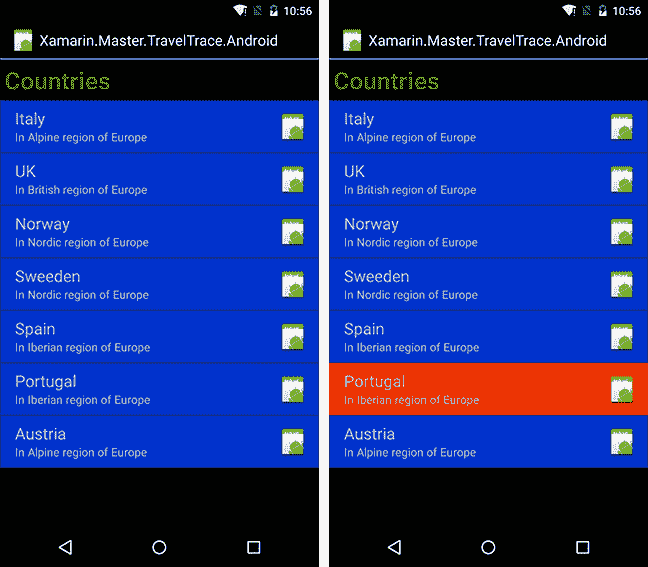 10:56
Xamarin.Master.TravelTrace.Android
Countries
Italy
In Alpine region of Europe
UK
In British region of Europe
Norway
In Nordic region of Europe
Sweeden
In Nordic region of Europe
Spain
In Iberian region of Europe
Portugal
In Iberian region of Europe
Austria
In Alpine region of Europe
10:56
Xamarin.Master.TravelTrace.Android
Countries
Italy
In Alpine region of Europe
UK
In British region of Europe
Norway
In Nordic region of Europe
Sweeden
In Nordic region of Europe
Spain
In Iberian region of Europe
Portugal
In Iberian region of Europe
Austria
In Alpine region of Europe